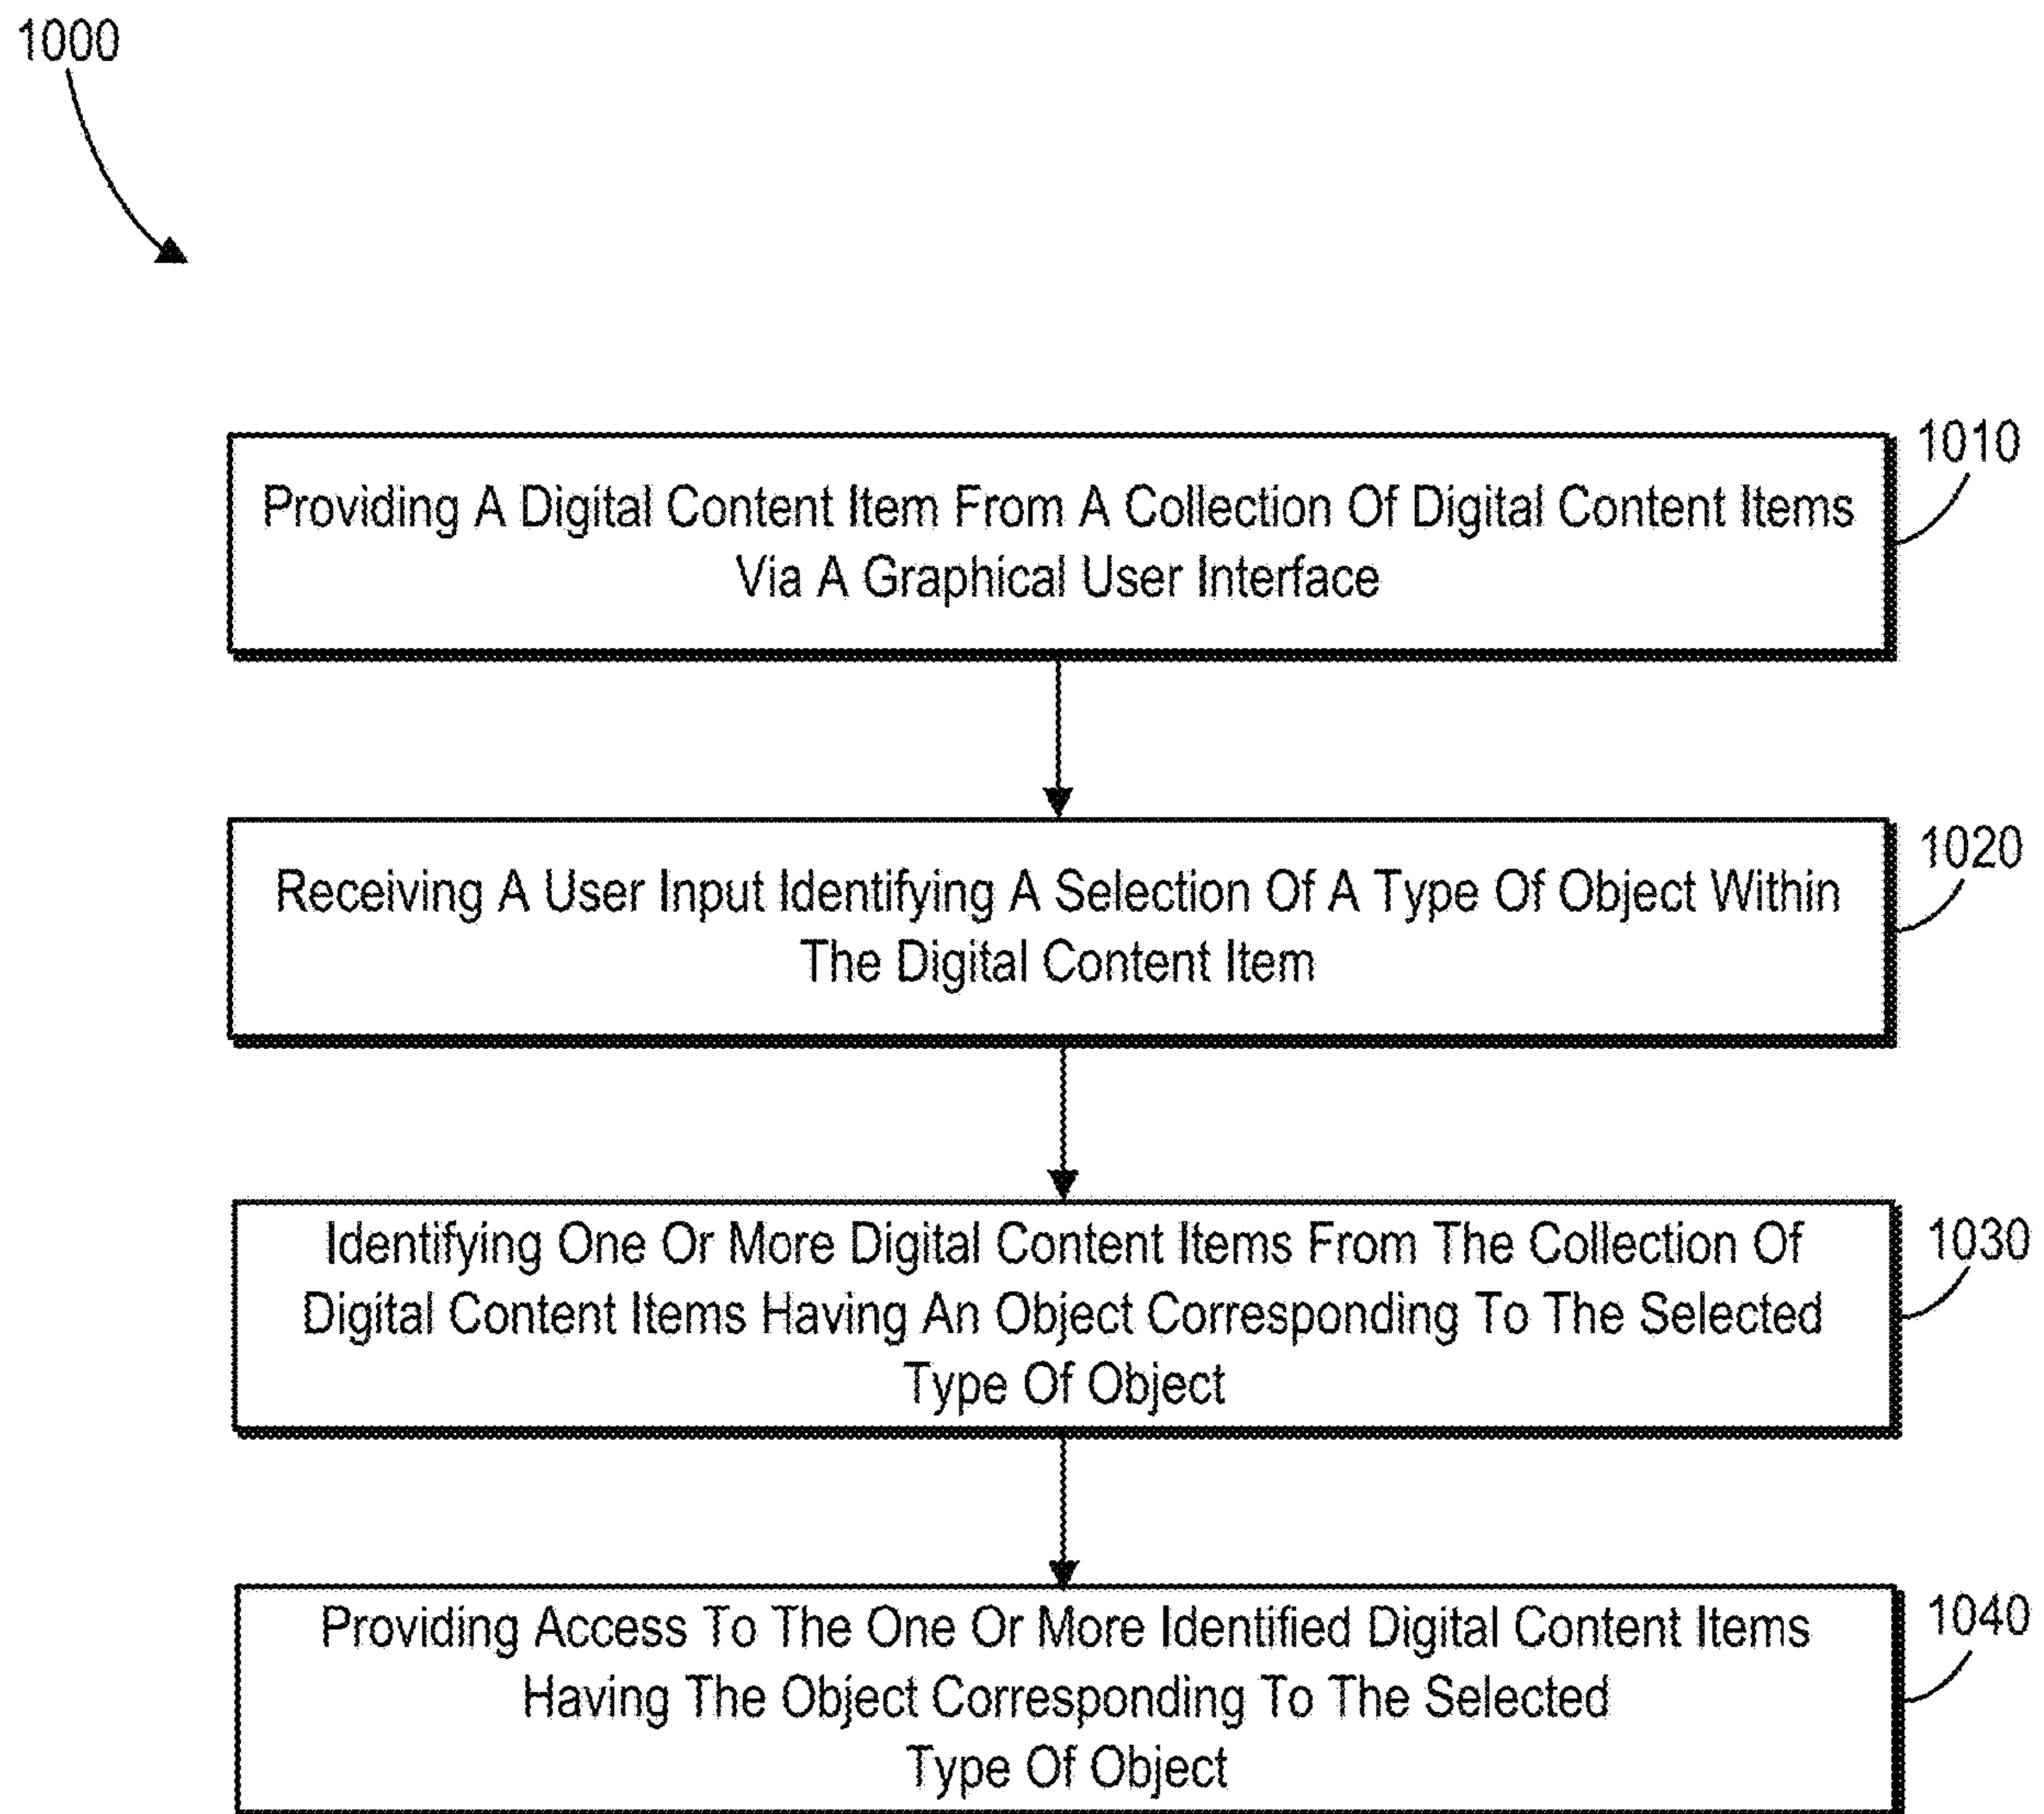 1000
Providing A Digital Content Item From A Collection Of Digital Content Items
Via A Graphical User Interface
1010
Receiving A User Input Identifying A Selection Of A Type Of Object Within
The Digital Content Item
1020
Identifying One Or More Digital Content Items From The Collection Of
Digital Content Items Having An Object Corresponding To The Selected
Type Of Object
1030
Providing Access To The One Or More Identified Digital Content Items
Having The Object Corresponding To The Selected
Type Of Object
1040